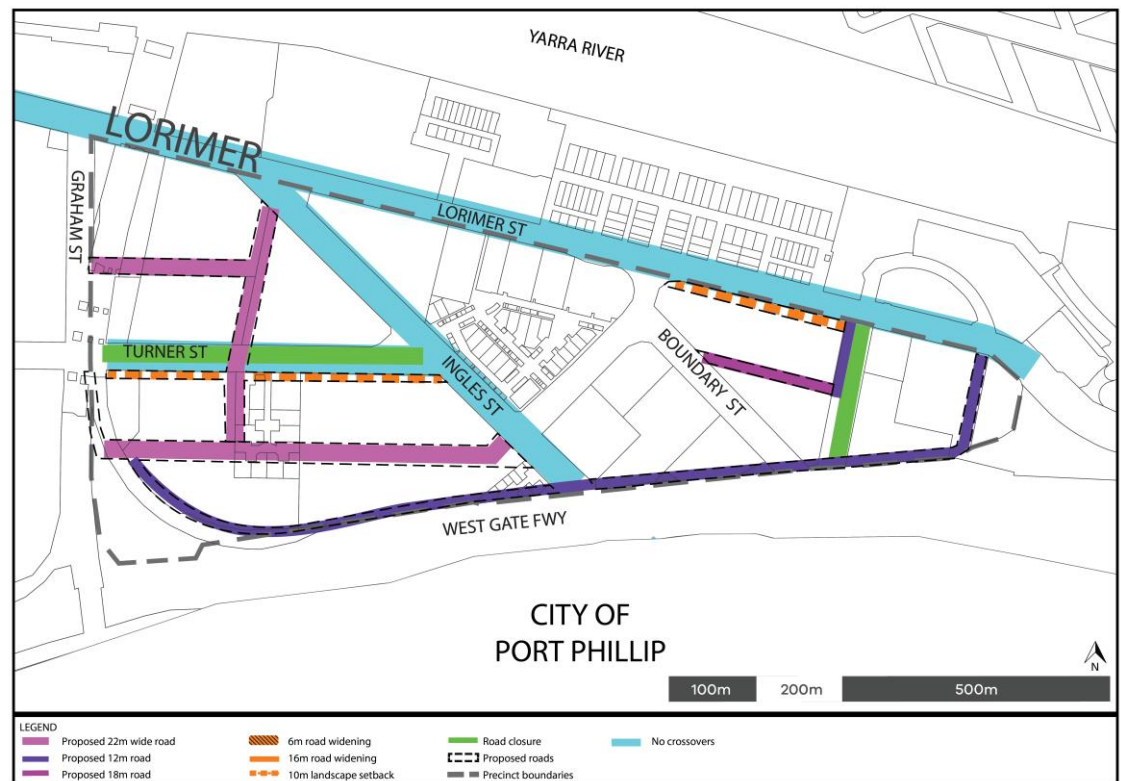 YARRA RIVER
LORIMER
GRAHAM ST
LORIMER ST
TURNER ST
INGLES ST
BOUNDARY ST
WEST GATE FWY
CITY OF
PORT PHILLIP
N
100m 200m 500m
LEGEND
Proposed 22m wide road
Proposed 12m road
Proposed 18m road
6m road widening
16m road widening
10m landscape setback
Road closure
Proposed roads
Precinct boundaries
No crossovers